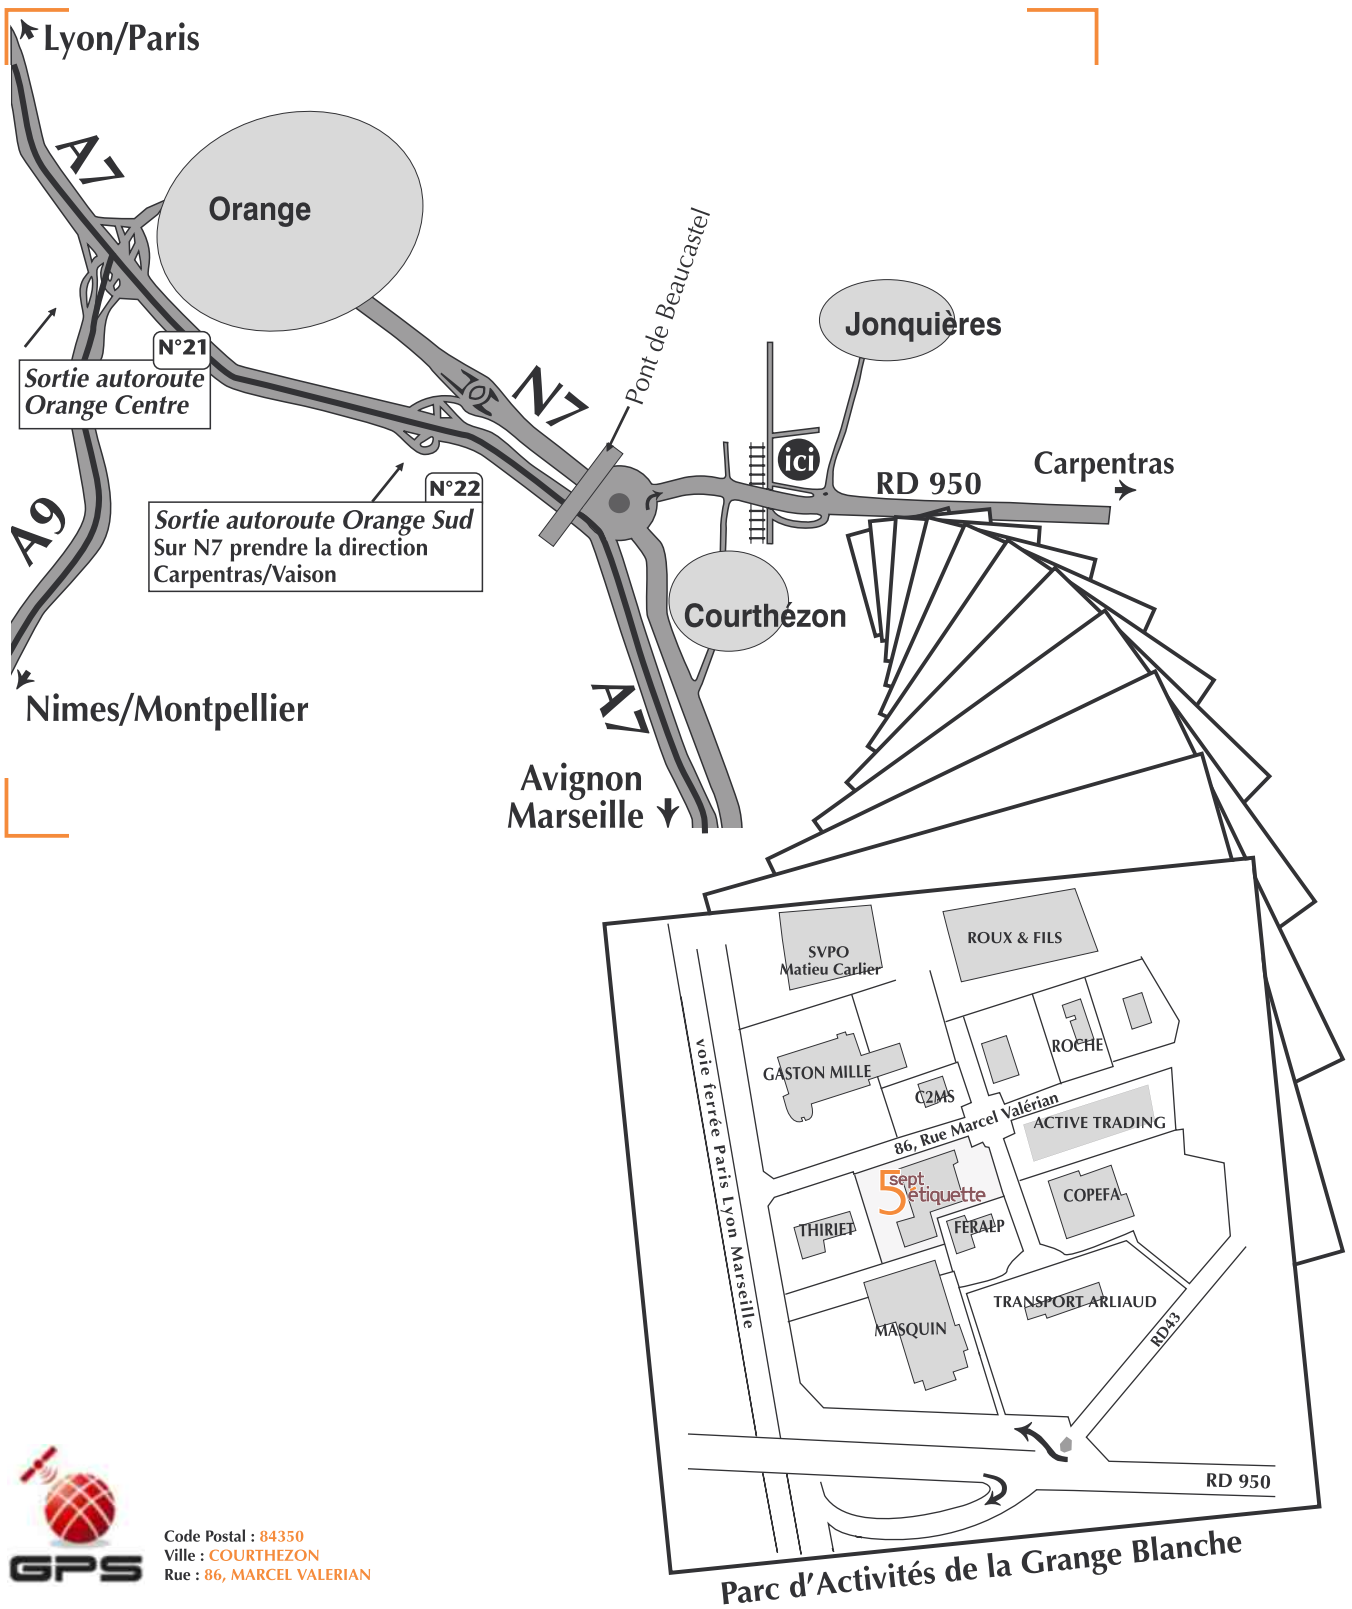 Lyon/Paris
A7
Orange
Pont de Beaucastel
Jonquières
N°21
Sortie autoroute
Orange Centre
N7
ici
Carpentras
RD 950
N°22
Sortie autoroute Orange Sud
Sur N7 prendre la direction
Carpentras/Vaison
A9
Courthézon
Nimes/Montpellier
A7
Avignon
Marseille
SVPO
Matieu Carlier
ROUX & FILS
voie ferrée Paris Lyon Marseille
GASTON MILLE
ROCHE
C2MS
86, Rue Marcel Valérian
ACTIVE TRADING
5 sept
étiquette
COPEFA
THIRIET
FERALP
TRANSPORT ARLIAUD
MASQUIN
RD43
RD 950
Parc d'Activités de la Grange Blanche
GPS
Code Postal : 84350
Ville : COURTHEZON
Rue : 86, MARCEL VALERIAN